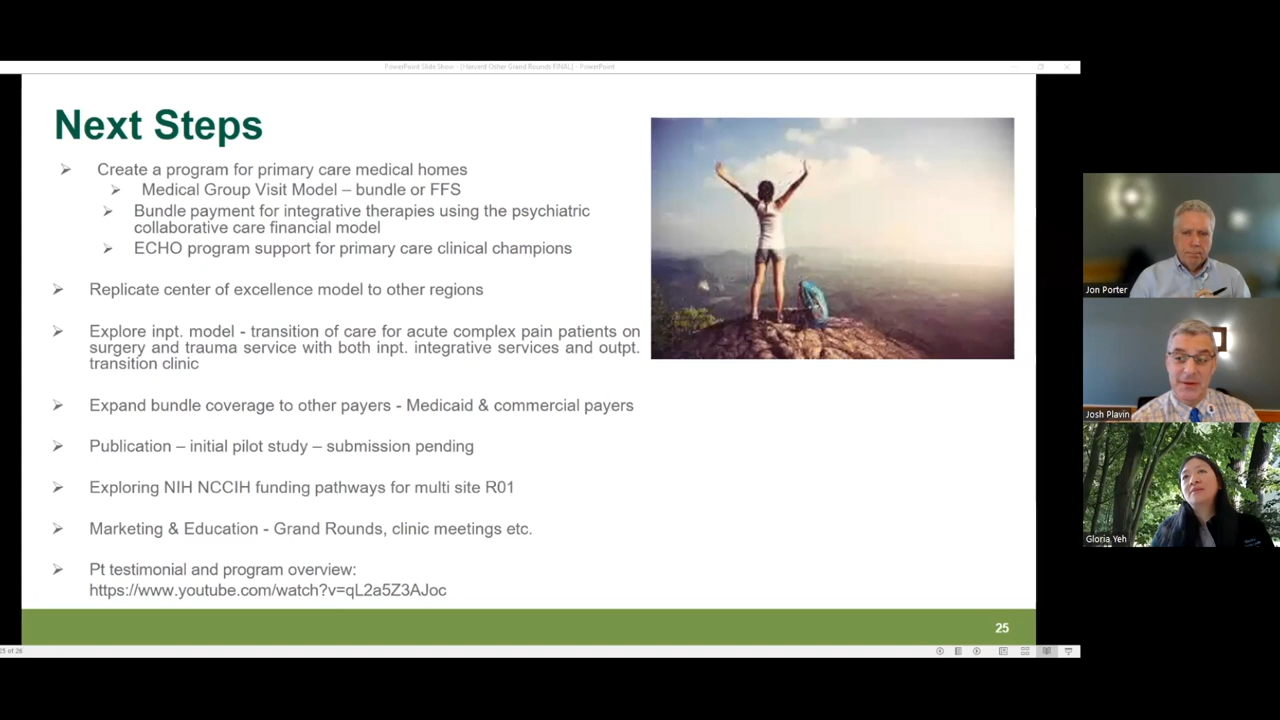 PowerPoint Slide Show - [Harvard Osher Grand Rounds FINAL] - PowerPoint
Next Steps
Create a program for primary care medical homes
Medical Group Visit Model – bundle or FFS
Bundle payment for integrative therapies using the psychiatric
collaborative care financial model
ECHO program support for primary care clinical champions
Replicate center of excellence model to other regions
Explore inpt. model - transition of care for acute complex pain patients on
surgery and trauma service with both inpt. integrative services and outpt.
transition clinic
Expand bundle coverage to other payers - Medicaid & commercial payers
Publication – initial pilot study – submission pending
Exploring NIH NCCIH funding pathways for multi site R01
Marketing & Education - Grand Rounds, clinic meetings etc.
Pt testimonial and program overview:
https://www.youtube.com/watch?v=qL2a5Z3AJoc
25
25 of 26
Jon Porter
Josh Plavin
Gloria Yeh